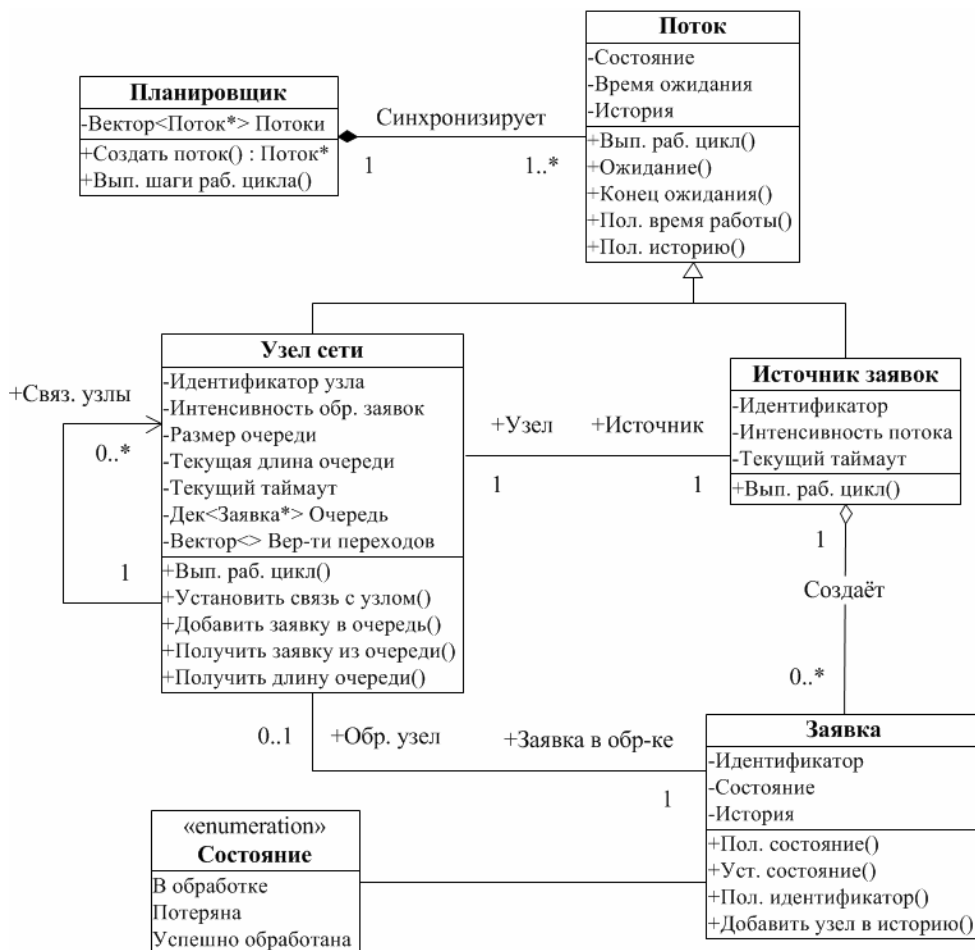 Поток
-Состояние
-Время ожидания
-История
+Вып. раб. цикл()
+Ожидание()
+Конец ожидания()
+Пол. время работы()
+Пол. историю()
Планировщик
-Вектор<Поток*> Потоки
+Создать поток() : Поток*
+Вып. шаги раб. цикла()
Синхронизирует
1
1..*
Узел сети
-Идентификатор узла
-Интенсивность обр. заявок
-Размер очереди
-Текущая длина очереди
-Текущий таймаут
-Дек<Заявка*> Очередь
-Вектор<> Вер-ти переходов
+Вып. раб. цикл()
+Установить связь с узлом()
+Добавить заявку в очередь()
+Получить заявку из очереди()
+Получить длину очереди()
+Связ. узлы
0..*
1
+Узел
+Источник
1
1
Источник заявок
-Идентификатор
-Интенсивность потока
-Текущий таймаут
+Вып. раб. цикл()
1
Создаёт
0..*
0..1
+Обр. узел
+Заявка в обр-ке
1
Заявка
-Идентификатор
-Состояние
-История
+Пол. состояние()
+Уст. состояние()
+Пол. идентификатор()
+Добавить узел в историю()
«enumeration»
Состояние
В обработке
Потеряна
Успешно обработана